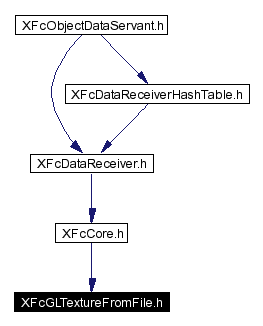 XFcObjectDataServant.h
XFcDataReceiverHashTable.h
XFcDataReceiver.h
XFcCore.h
XFcGLTextureFromFile.h